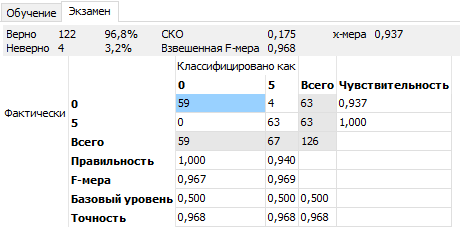 Обучение Экзамен
Верно 122 96,8% СКО 0,175 х-мера 0,937
Неверно 4 3,2% Взвешенная F-мера 0,968
Классифицировано как
0 5 Всего Чувствительность
Фактически
0 59 4 63 0,937
5 0 63 63 1,000
Всего 59 67 126
Правильность 1,000 0,940
F-мера 0,967 0,969
Базовый уровень 0,500 0,500 0,500
Точность 0,968 0,968 0,968